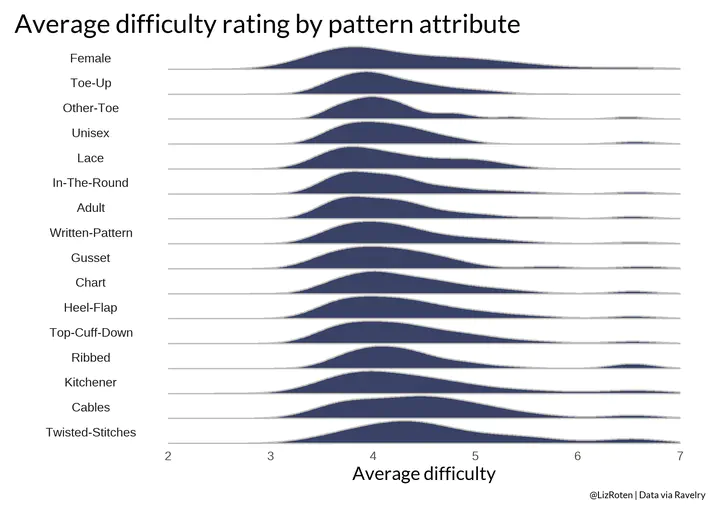 Average difficulty rating by pattern attribute
Female
Toe-Up
Other-Toe
Unisex
Lace
In-The-Round
Adult
Written-Pattern
Gusset
Chart
Heel-Flap
Top-Cuff-Down
Ribbed
Kitchener
Cables
Twisted-Stitches
2 3 4 5 6 7
Average difficulty
@LizRoten | Data via Ravelry